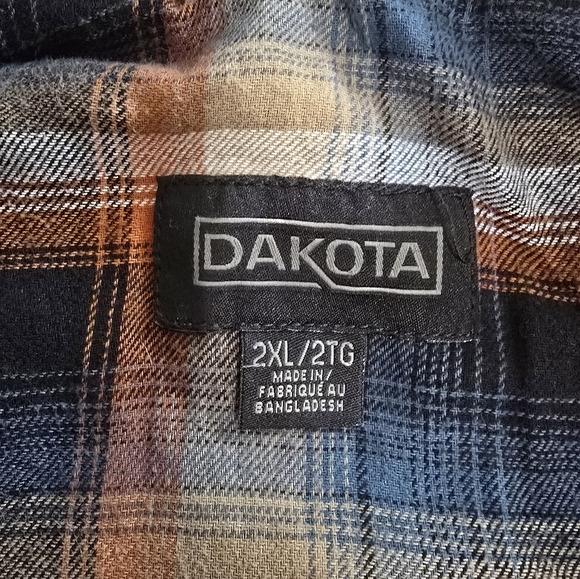 DAKOTA
2XL/2TG
MADE IN/
FABRIQUÉ AU
BANGLADESH